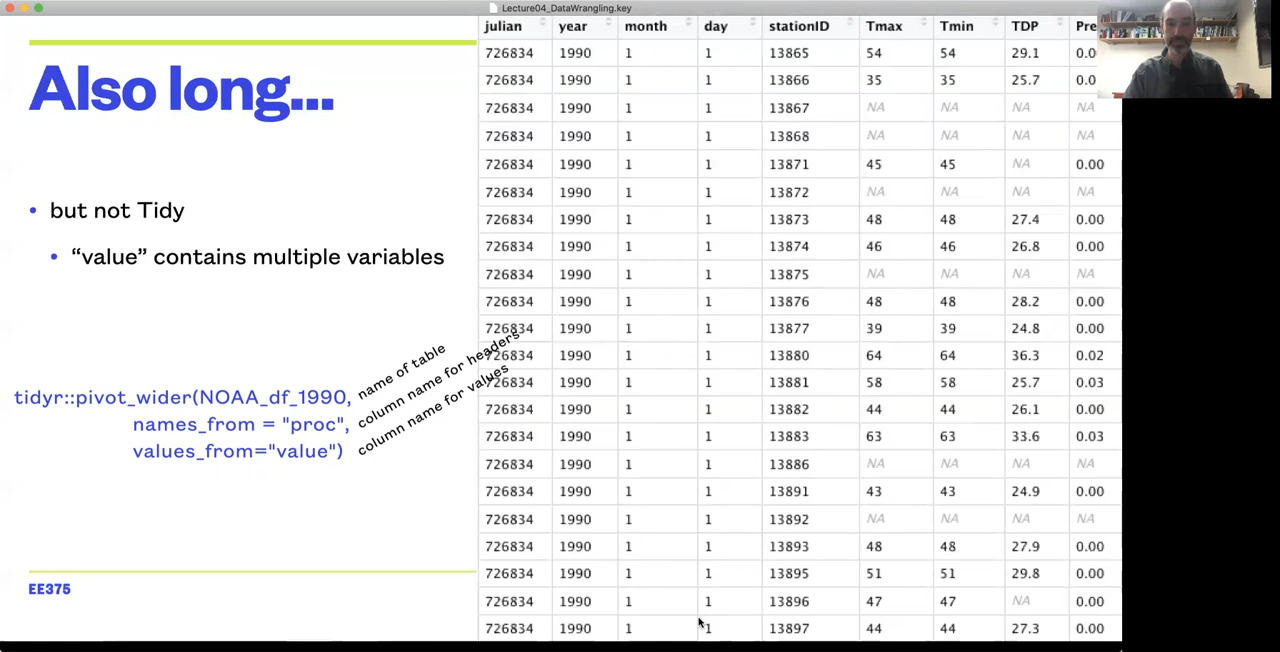 Lecture04_DataWrangling.key
Also long...
• but not Tidy
• “value” contains multiple variables
tidyr::pivot_wider(NOAA_df_1990, name of table
names_from = "proc", column name for headers
values_from="value") column name for values
EE375
julian year month day stationID Tmax Tmin TDP Pre
726834 1990 1 1 13865 54 54 29.1 0.0
726834 1990 1 1 13866 35 35 25.7 0.0
726834 1990 1 1 13867 NA NA NA NA
726834 1990 1 1 13868 NA NA NA NA
726834 1990 1 1 13871 45 45 NA 0.00
726834 1990 1 1 13872 NA NA NA NA
726834 1990 1 1 13873 48 48 27.4 0.00
726834 1990 1 1 13874 46 46 26.8 0.00
726834 1990 1 1 13875 NA NA NA NA
726834 1990 1 1 13876 48 48 28.2 0.00
726834 1990 1 1 13877 39 39 24.8 0.00
726834 1990 1 1 13880 64 64 36.3 0.02
726834 1990 1 1 13881 58 58 25.7 0.03
726834 1990 1 1 13882 44 44 26.1 0.00
726834 1990 1 1 13883 63 63 33.6 0.03
726834 1990 1 1 13886 NA NA NA NA
726834 1990 1 1 13891 43 43 24.9 0.00
726834 1990 1 1 13892 NA NA NA NA
726834 1990 1 1 13893 48 48 27.9 0.00
726834 1990 1 1 13895 51 51 29.8 0.00
726834 1990 1 1 13896 47 47 NA 0.00
726834 1990 1 1 13897 44 44 27.3 0.00